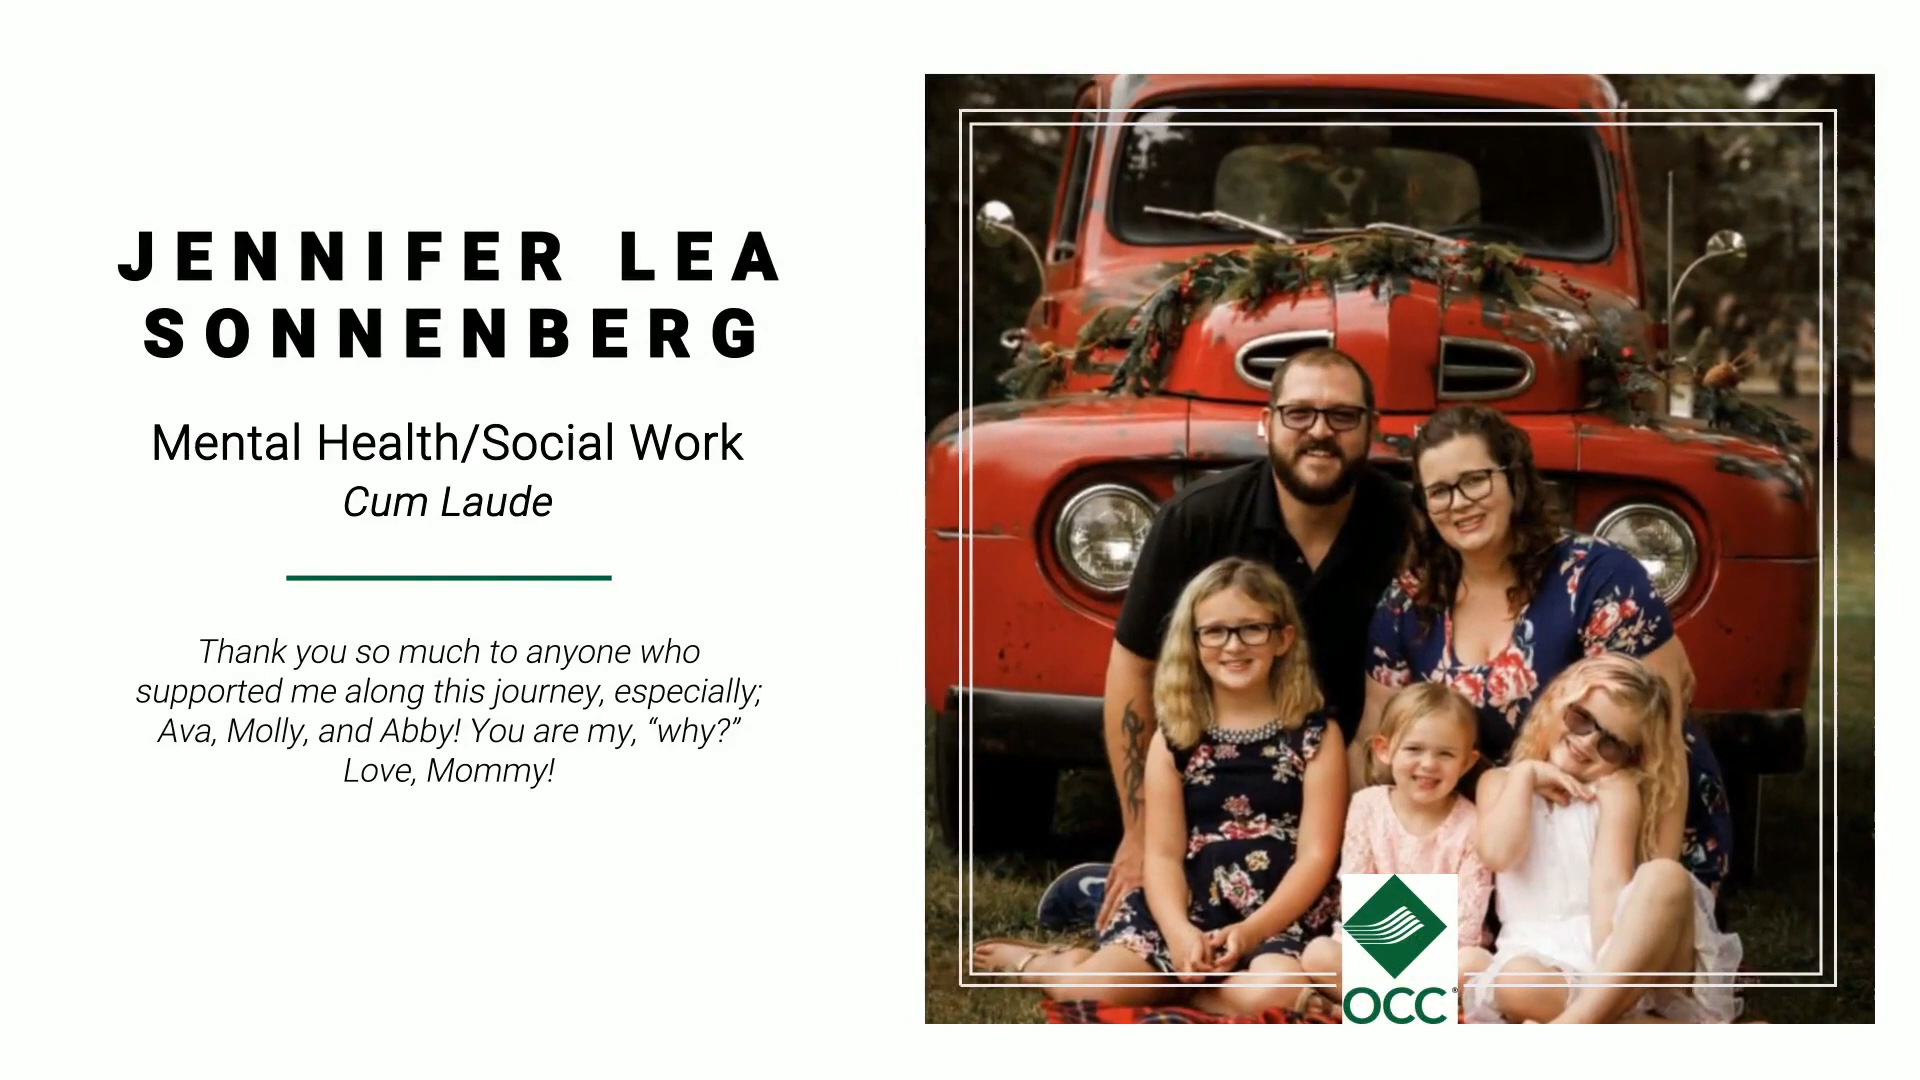 JENNIFER LEA
SONNENBERG
Mental Health/Social Work
Cum Laude
Thank you so much to anyone who
supported me along this journey, especially;
Ava, Molly, and Abby! You are my, “why?”
Love, Mommy!
OCC®